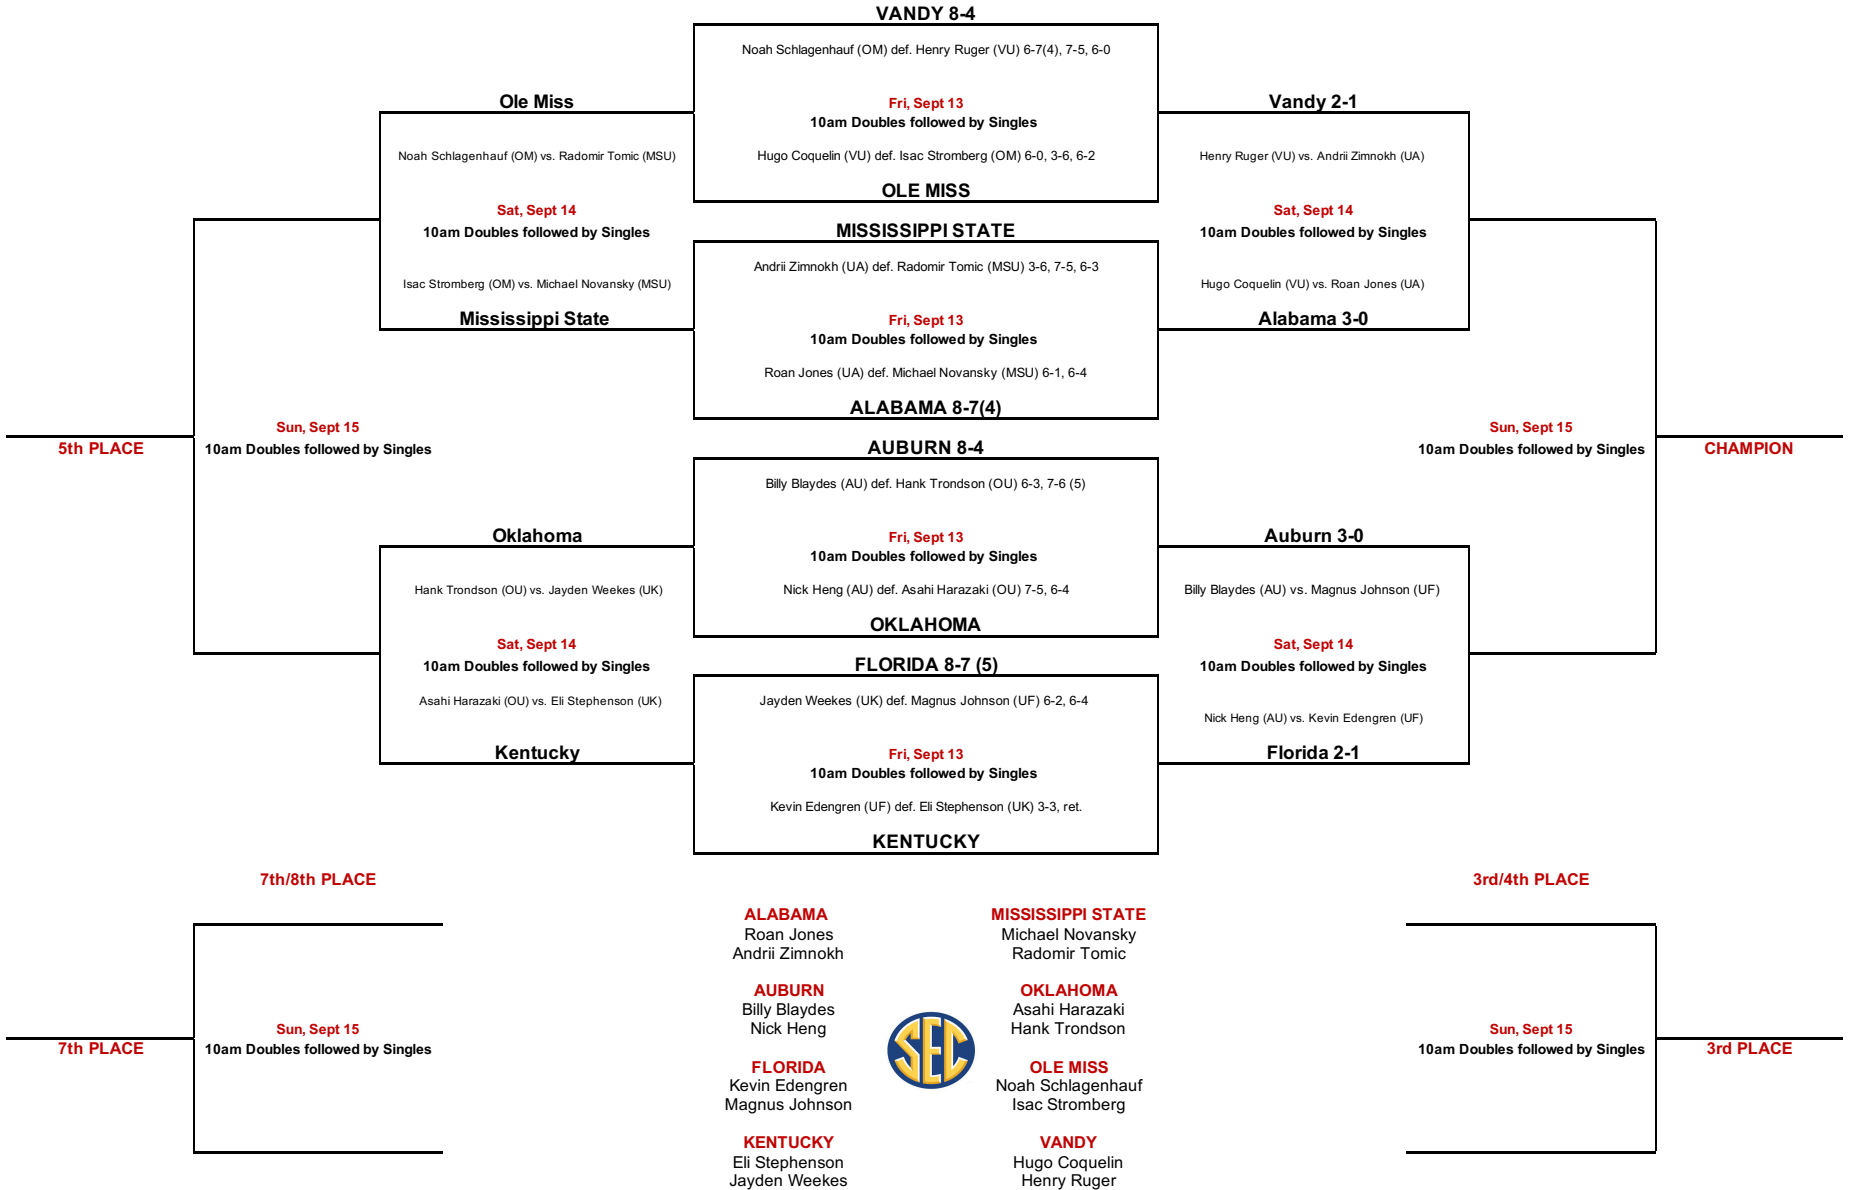 VANDY 8-4
Noah Schlagenhauf (OM) def. Henry Ruger (VU) 6-7(4), 7-5, 6-0
Fri, Sept 13
10am Doubles followed by Singles
Hugo Coquelin (VU) def. Isac Stromberg (OM) 6-0, 3-6, 6-2
OLE MISS
MISSISSIPPI STATE
Andrii Zimnokh (UA) def. Radomir Tomic (MSU) 3-6, 7-5, 6-3
Fri, Sept 13
10am Doubles followed by Singles
Roan Jones (UA) def. Michael Novansky (MSU) 6-1, 6-4
ALABAMA 8-7(4)
AUBURN 8-4
Billy Blaydes (AU) def. Hank Trondson (OU) 6-3, 7-6 (5)
Fri, Sept 13
10am Doubles followed by Singles
Nick Heng (AU) def. Asahi Harazaki (OU) 7-5, 6-4
OKLAHOMA
FLORIDA 8-7 (5)
Jayden Weekes (UK) def. Magnus Johnson (UF) 6-2, 6-4
Fri, Sept 13
10am Doubles followed by Singles
Kevin Edengren (UF) def. Eli Stephenson (UK) 3-3, ret.
KENTUCKY
Ole Miss
Noah Schlagenhauf (OM) vs. Radomir Tomic (MSU)
Sat, Sept 14
10am Doubles followed by Singles
Isac Stromberg (OM) vs. Michael Novansky (MSU)
Mississippi State
Oklahoma
Hank Trondson (OU) vs. Jayden Weekes (UK)
Sat, Sept 14
10am Doubles followed by Singles
Asahi Harazaki (OU) vs. Eli Stephenson (UK)
Kentucky
Sun, Sept 15
10am Doubles followed by Singles
5th PLACE
Vandy 2-1
Henry Ruger (VU) vs. Andrii Zimnokh (UA)
Sat, Sept 14
10am Doubles followed by Singles
Hugo Coquelin (VU) vs. Roan Jones (UA)
Alabama 3-0
Auburn 3-0
Billy Blaydes (AU) vs. Magnus Johnson (UF)
Sat, Sept 14
10am Doubles followed by Singles
Nick Heng (AU) vs. Kevin Edengren (UF)
Florida 2-1
Sun, Sept 15
10am Doubles followed by Singles
CHAMPION
7th/8th PLACE
Sun, Sept 15
10am Doubles followed by Singles
7th PLACE
ALABAMA
Roan Jones
Andrii Zimnokh
AUBURN
Billy Blaydes
Nick Heng
FLORIDA
Kevin Edengren
Magnus Johnson
KENTUCKY
Eli Stephenson
Jayden Weekes
SEC
MISSISSIPPI STATE
Michael Novansky
Radomir Tomic
OKLAHOMA
Asahi Harazaki
Hank Trondson
OLE MISS
Noah Schlagenhauf
Isac Stromberg
VANDY
Hugo Coquelin
Henry Ruger
3rd/4th PLACE
Sun, Sept 15
10am Doubles followed by Singles
3rd PLACE